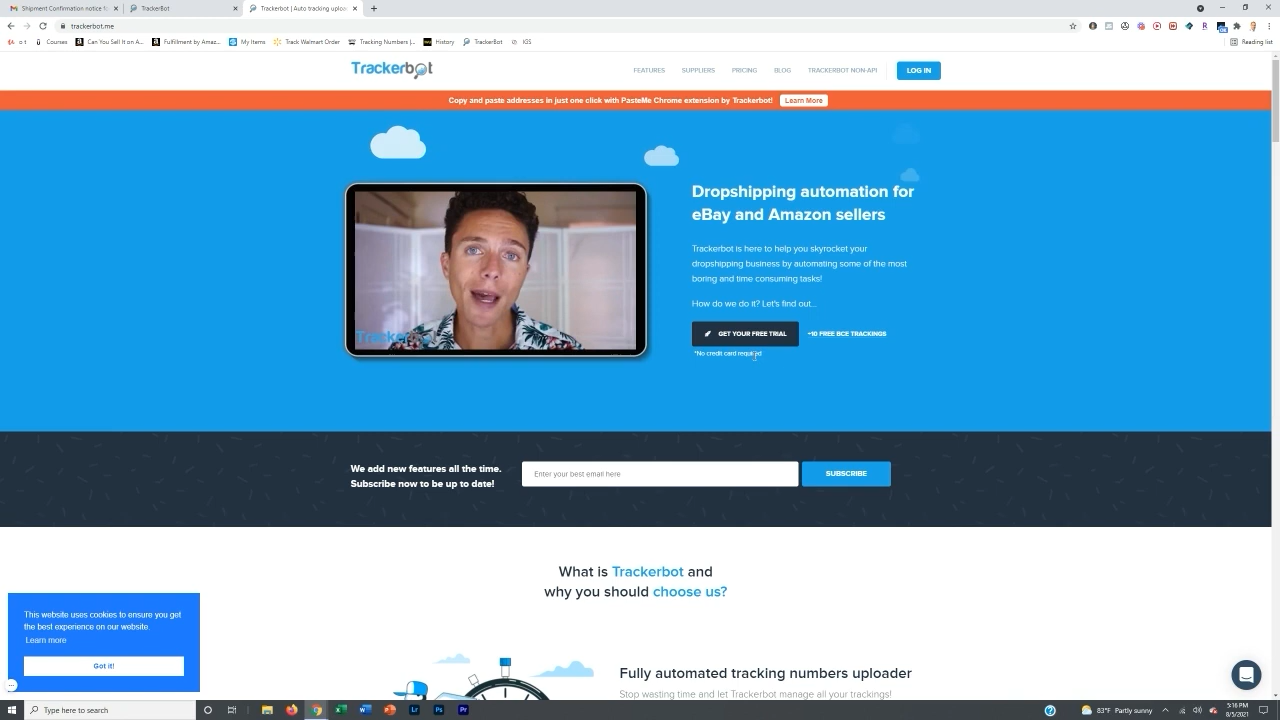 Shipment Confirmation notice fo
TrackerBot
Trackerbot | Auto tracking uploa
trackerbot.me
Courses
Can You Sell It on A...
Fulfillment by Amaz...
My Items
Track Walmart Order
Tracking Numbers |...
History
TrackerBot
IGS
Reading list
Trackerbot
FEATURES
SUPPLIERS
PRICING
BLOG
TRACKERBOT NON-API
LOG IN
Copy and paste addresses in just one click with PasteMe Chrome extension by Trackerbot!
Learn More
Dropshipping automation for
eBay and Amazon sellers
Trackerbot is here to help you skyrocket your
dropshipping business by automating some of the most
boring and time consuming tasks!
How do we do it? Let's find out...
GET YOUR FREE TRIAL
+10 FREE BCE TRACKINGS
*No credit card required
We add new features all the time.
Subscribe now to be up to date!
Enter your best email here
SUBSCRIBE
What is Trackerbot and
why you should choose us?
This website uses cookies to ensure you get
the best experience on our website.
Learn more
Got it!
Fully automated tracking numbers uploader
Stop wasting time and let Trackerbot manage all your trackings!
Type here to search
83°F Partly sunny
5:16 PM
8/5/2021